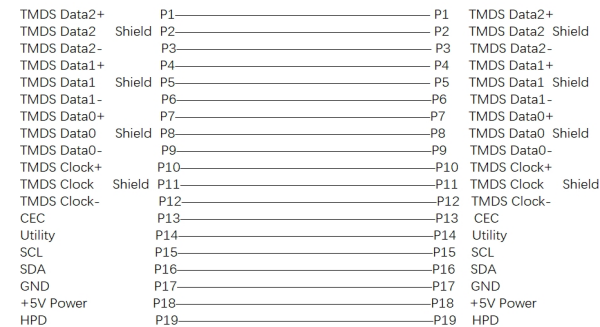 TMDS Data2+ P1 P1 TMDS Data2+
TMDS Data2 Shield P2 P2 TMDS Data2 Shield
TMDS Data2- P3 P3 TMDS Data2-
TMDS Data1+ P4 P4 TMDS Data1+
TMDS Data1 Shield P5 P5 TMDS Data1 Shield
TMDS Data1- P6 P6 TMDS Data1-
TMDS Data0+ P7 P7 TMDS Data0+
TMDS Data0 Shield P8 P8 TMDS Data0 Shield
TMDS Data0- P9 P9 TMDS Data0-
TMDS Clock+ P10 P10 TMDS Clock+
TMDS Clock Shield P11 P11 TMDS Clock Shield
TMDS Clock- P12 P12 TMDS Clock-
CEC P13 P13 CEC
Utility P14 P14 Utility
SCL P15 P15 SCL
SDA P16 P16 SDA
GND P17 P17 GND
+5V Power P18 P18 +5V Power
HPD P19 P19 HPD